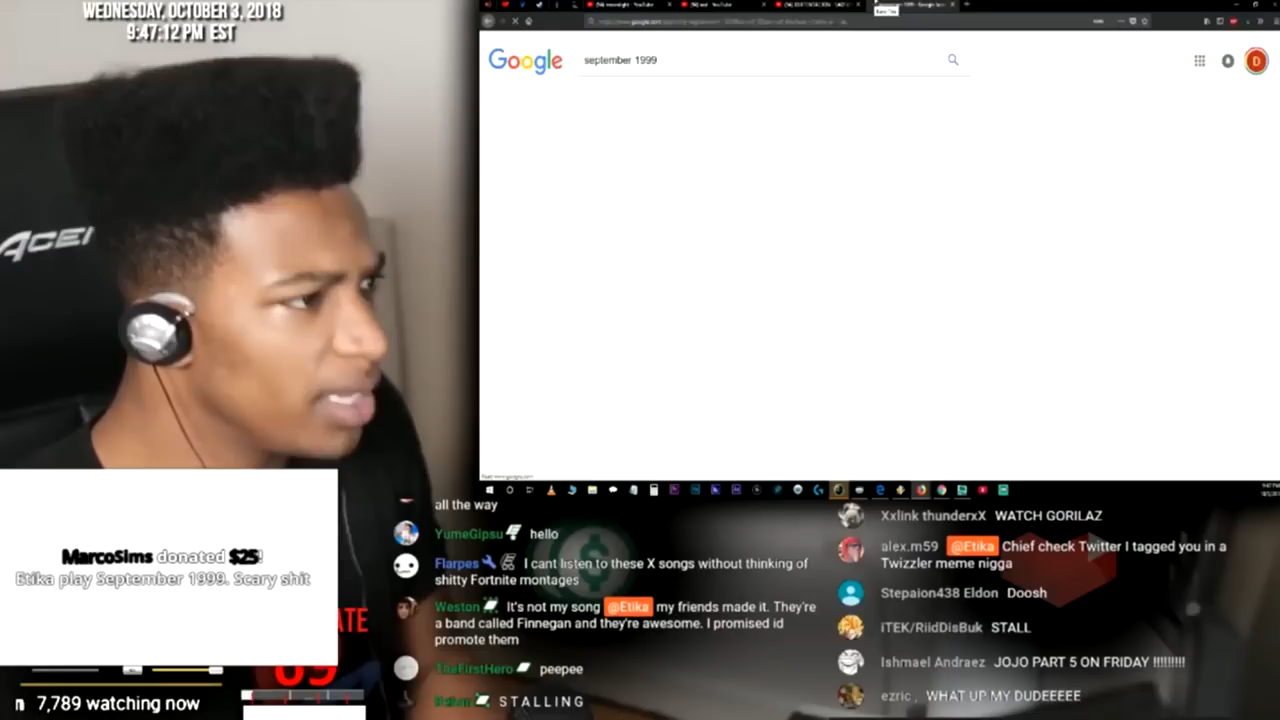 WEDNESDAY, OCTOBER 3, 2018
9:47:12 PM EST
Google
september 1999
D
ACE
MarcoSims donated $25!
Etika play September 1999. Scary shit
7,789 watching now
all the way
YumeGipsu hello
Flarpes I cant listen to these X songs without thinking of
shitty Fortnite montages
Weston It's not my song @Etika my friends made it. They're
a band called Finnegan and they're awesome. I promised id
promote them
TheFirstHero peepee
STALLING
Xxlink thunderxX WATCH GORILAZ
alex.m59 @Etika Chief check Twitter I tagged you in a
Twizzler meme nigga
Stepaion438 Eldon Doosh
iTEK/RiidDisBuk STALL
Ishmael Andraez JOJO PART 5 ON FRIDAY !!!!!!!!!
ezric , WHAT UP MY DUDEEEEE